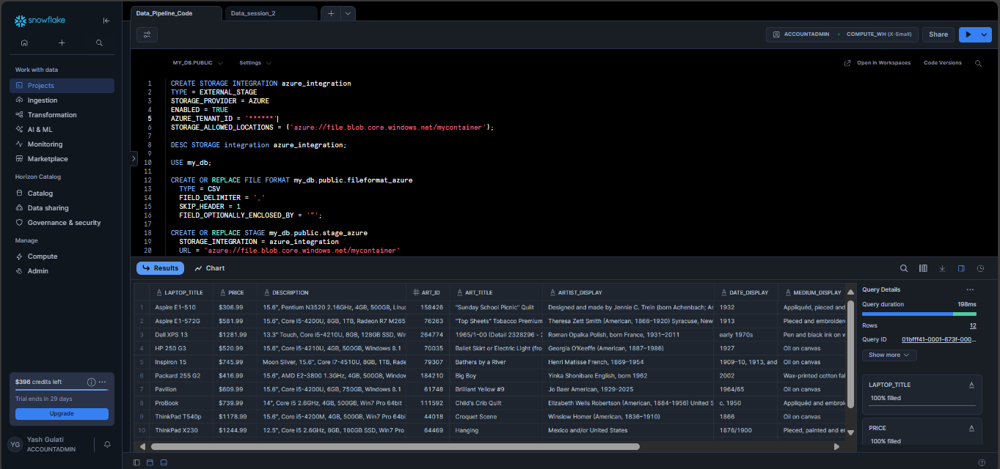 snowflake
Work with data
Projects
Ingestion
Transformation
AI & ML
Monitoring
Marketplace
Horizon Catalog
Catalog
Data sharing
Governance & security
Manage
Compute
Admin
$396 credits left
Trial ends in 29 days
Upgrade
YG
Yash Gulati
ACCOUNTADMIN
Data_Pipeline_Code
Data_session_2
ACCOUNTADMIN
COMPUTE_WH (X-Small)
Share
MY_DB.PUBLIC
Settings
Open in Workspaces
Code Versions
1 CREATE STORAGE INTEGRATION azure_integration
2 TYPE = EXTERNAL_STAGE
3 STORAGE_PROVIDER = AZURE
4 ENABLED = TRUE
5 AZURE_TENANT_ID = '******'
6 STORAGE_ALLOWED_LOCATIONS = ('azure://file.blob.core.windows.net/mycontainer');
7
8 DESC STORAGE integration azure_integration;
9
10 USE my_db;
11
12 CREATE OR REPLACE FILE FORMAT my_db.public.fileformat_azure
13 TYPE = CSV
14 FIELD_DELIMITER = ','
15 SKIP_HEADER = 1
16 FIELD_OPTIONALLY_ENCLOSED_BY = '"';
17
18 CREATE OR REPLACE STAGE my_db.public.stage_azure
19 STORAGE_INTEGRATION = azure_integration
20 URL = 'azure://file.blob.core.windows.net/mycontainer'
Results
Chart
LAPTOP_TITLE PRICE DESCRIPTION ART_ID ART_TITLE ARTIST_DISPLAY DATE_DISPLAY MEDIUM_DISPLAY
1 Aspire E1-510 $306.99 15.6", Pentium N3520 2.16GHz, 4GB, 500GB, Linux 158426 "Sunday School Picnic" Quilt Designed and made by Jennie C. Trein (born Achenbach; Ar 1932 Appliquéd, pieced and
2 Aspire E1-572G $581.99 15.6", Core i5-4200U, 8GB, 1TB, Radeon R7 M265 76263 "Top Sheets" Tobacco Premium Theresa Zett Smith (American, 1866–1920) Syracuse, New 1913 Pieced and embroidere
3 Dell XPS 13 $1281.99 13.3" Touch, Core i5-4210U, 8GB, 128GB SSD, Wir 264774 1965/1-00 (Detail 2328296 - 2 Roman Opalka Polish, born France, 1931–2011 early 1970s Pen and black ink on w
4 HP 250 G3 $520.99 15.6", Core i5-4210U, 4GB, 500GB, Windows 8.1 70035 Ballet Skirt or Electric Light (fro Georgia O'Keeffe (American, 1887–1986) 1927 Oil on canvas
5 Inspiron 15 $745.99 Moon Silver, 15.6", Core i7-4510U, 8GB, 1TB, Rade 79307 Bathers by a River Henri Matisse French, 1869–1954 1909–10, 1913, and Oil on canvas
6 Packard 255 G2 $416.99 15.6", AMD E2-3800 1.3GHz, 4GB, 500GB, Window 184210 Big Boy Yinka Shonibare English, born 1962 2002 Wax-printed cotton fal
7 Pavilion $609.99 15.6", Core i5-4200U, 6GB, 750GB, Windows 8.1 61748 Brilliant Yellow #9 Jo Baer American, 1929-2025 1964/65 Oil on canvas
8 ProBook $739.99 14", Core i5 2.6GHz, 4GB, 500GB, Win7 Pro 64bit 111592 Child's Crib Quilt Elizabeth Wells Robertson (American, 1884-1956) United S c. 1950 Appliquéd and embroi
9 ThinkPad T540p $1178.99 15.6", Core i5-4200M, 4GB, 500GB, Win7 Pro 64bi 44018 Croquet Scene Winslow Homer (American, 1836–1910) 1866 Oil on canvas
10 ThinkPad X230 $1244.99 12.5", Core i5 2.6GHz, 8GB, 180GB SSD, Win7 Pro 64469 Hanging Mexico and/or United States 1876/1900 Pieced, painted and er
Query Details
Query duration 198ms
Rows 12
Query ID 01bfff41-0001-673f-000...
Show more
LAPTOP_TITLE
100% filled
PRICE
100% filled